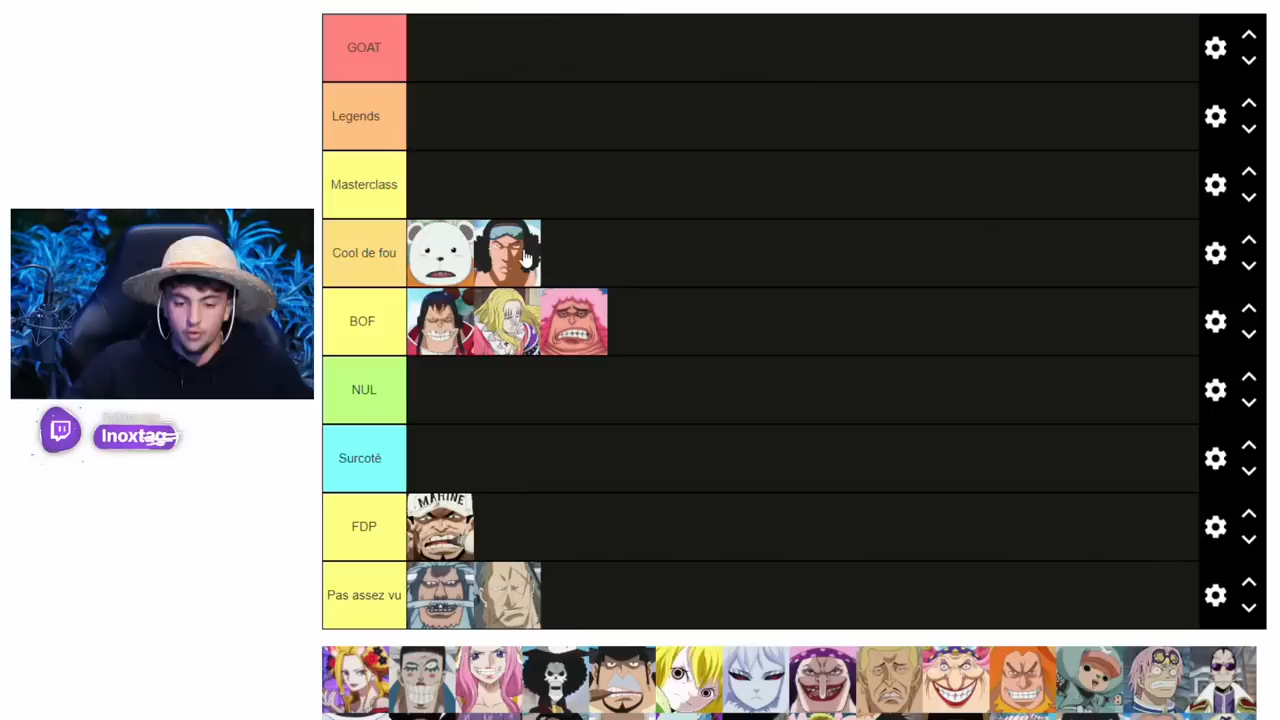 GOAT
Legends
Masterclass
Cool de fou
BOF
NUL
Surcoté
FDP
MARINE
Pas assez vu
Inoxtag